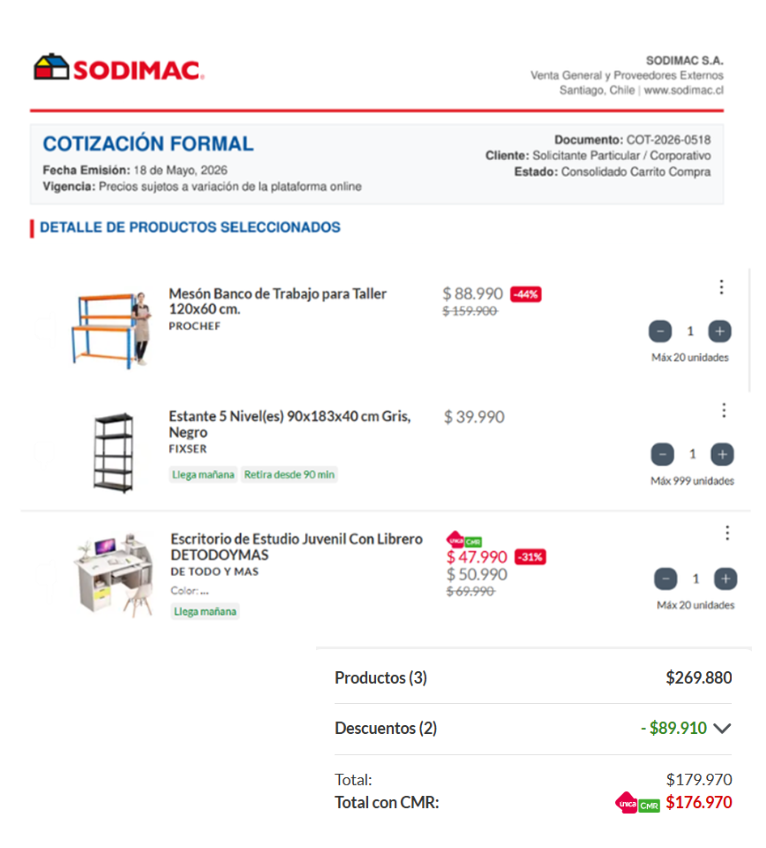 SODIMAC
SODIMAC S.A.
Venta General y Proveedores Externos
Santiago, Chile | www.sodimac.cl
COTIZACIÓN FORMAL
Fecha Emisión: 18 de Mayo, 2026
Vigencia: Precios sujetos a variación de la plataforma online
Documento: COT-2026-0518
Cliente: Solicitante Particular / Corporativo
Estado: Consolidado Carrito Compra
DETALLE DE PRODUCTOS SELECCIONADOS
Mesón Banco de Trabajo para Taller
120x60 cm.
PROCHEF
$ 88.990 -44%
$ 159.900
- 1 +
Máx 20 unidades
Estante 5 Nivel(es) 90x183x40 cm Gris,
Negro
FIXSER
Llega mañana Retira desde 90 min
$ 39.990
- 1 +
Máx 999 unidades
Escritorio de Estudio Juvenil Con Librero
DETODOYMAS
DE TODO Y MAS
Color: ...
Llega mañana
unica CMR
$ 47.990 -31%
$ 50.990
$ 69.990
- 1 +
Máx 20 unidades
Productos (3) $269.880
Descuentos (2) - $89.910
Total: $179.970
Total con CMR: unica CMR $176.970